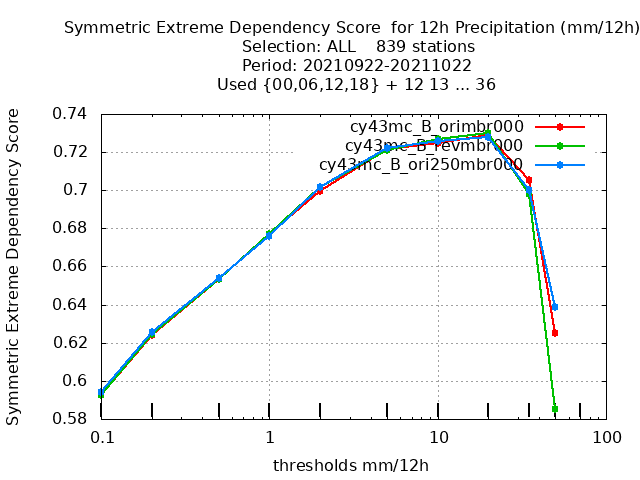 Symmetric Extreme Dependency Score  for 12h Precipitation (mm/12h)
Selection: ALL    839 stations
Period: 20210922-20211022
Used {00,06,12,18} + 12 13 ... 36
Symmetric Extreme Dependency Score
0.74
0.72
0.7
0.68
0.66
0.64
0.62
0.6
0.58
cy43mc_B_orimbr000
cy43mc_B_revmbr000
cy43mc_B_ori250mbr000
0.1 1 10 100
thresholds mm/12h